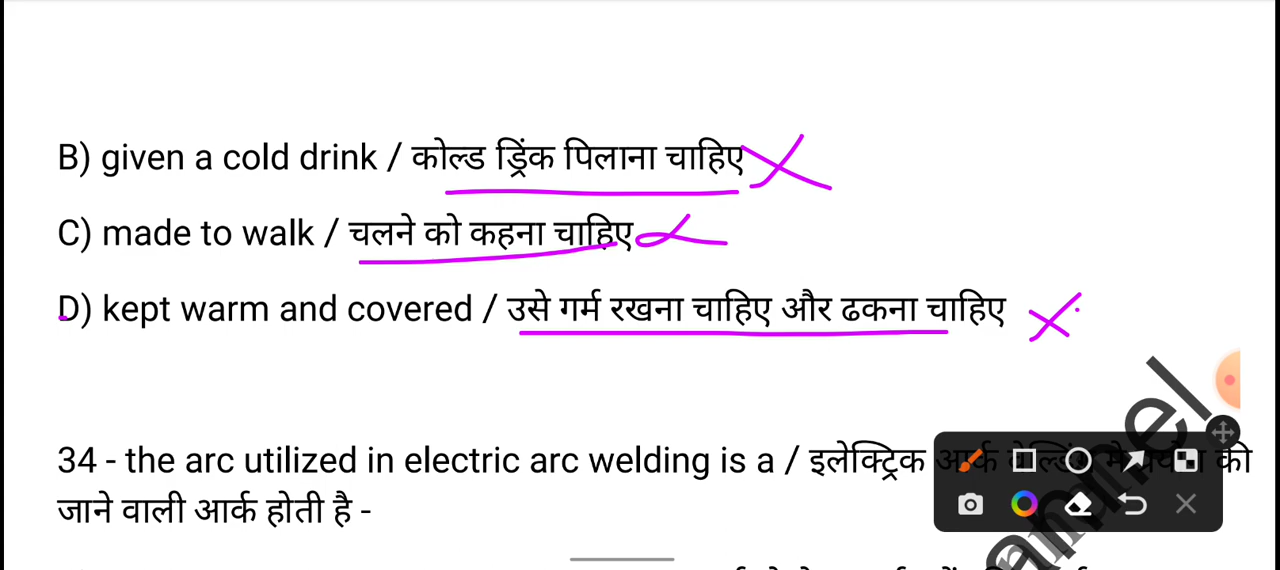 B) given a cold drink / कोल्ड ड्रिंक पिलाना चाहिए
C) made to walk / चलने को कहना चाहिए
D) kept warm and covered / उसे गर्म रखना चाहिए और ढकना चाहिए
34 - the arc utilized in electric arc welding is a / इलेक्ट्रिक आर्क वेल्डिंग में की
जाने वाली आर्क होती है -